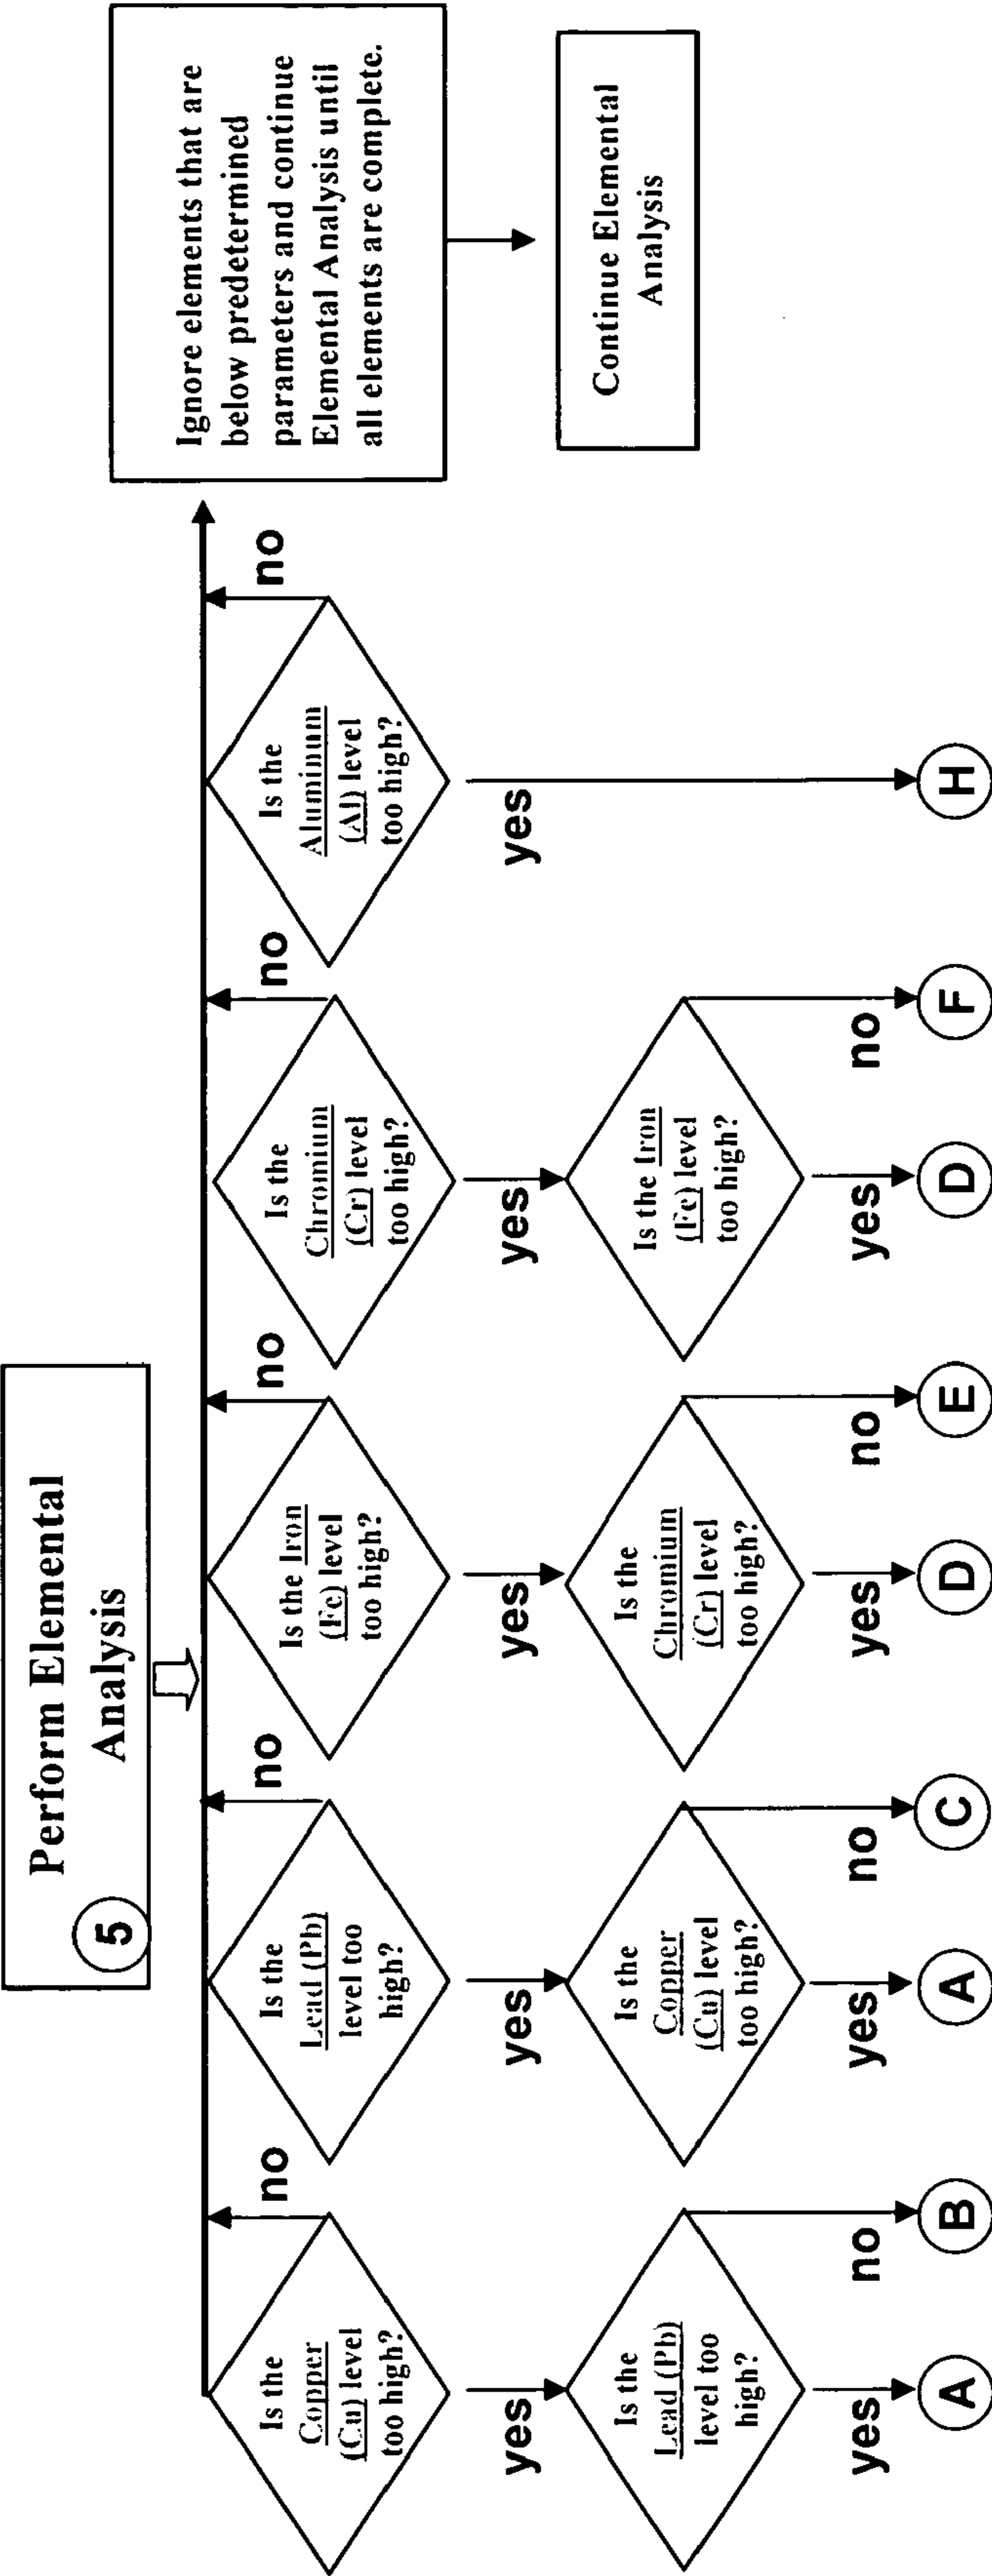 Perform Elemental
Analysis
5
Is the
Copper
(Cu) level
too high?
no
yes
Is the
Lead (Pb)
level too
high?
yes
no
A
B
Is the
Lead (Pb)
level too
high?
no
yes
Is the
Copper
(Cu) level
too high?
yes
no
A
C
Is the Iron
(Fe) level
too high?
no
yes
Is the
Chromium
(Cr) level
too high?
yes
no
D
E
Is the
Chromium
(Cr) level
too high?
no
yes
Is the Iron
(Fe) level
too high?
yes
no
D
F
Is the
Aluminum
(Al) level
too high?
no
yes
H
Ignore elements that are
below predetermined
parameters and continue
Elemental Analysis until
all elements are complete.
Continue Elemental
Analysis